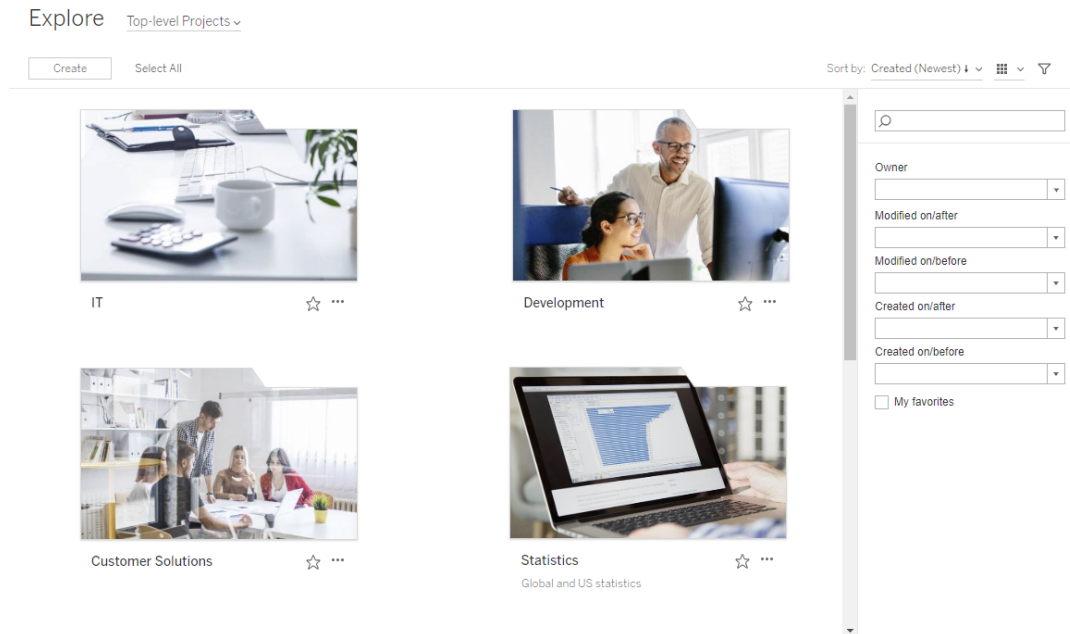 Explore Top-level Projects
Create Select All Sort by: Created (Newest)
Owner
Modified on/after
Modified on/before
Created on/after
Created on/before
My favorites
IT
Development
Customer Solutions
Statistics
Global and US statistics